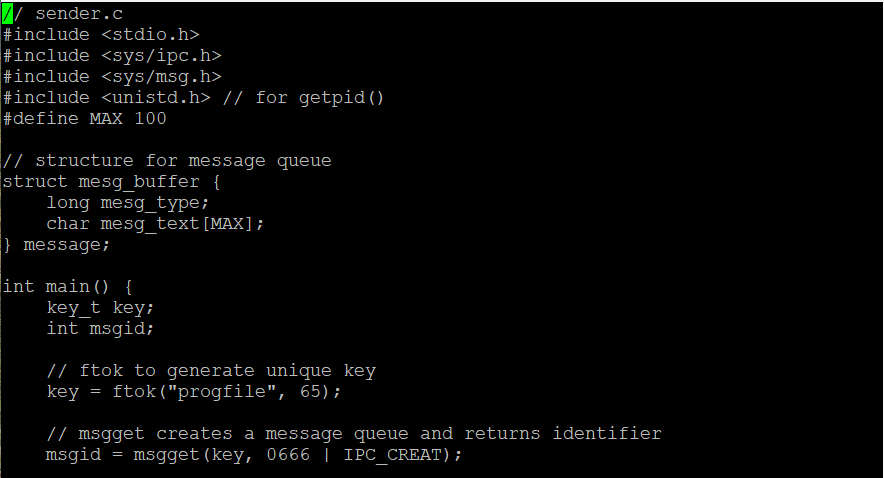 // sender.c
#include <stdio.h>
#include <sys/ipc.h>
#include <sys/msg.h>
#include <unistd.h> // for getpid()
#define MAX 100

// structure for message queue
struct mesg_buffer {
    long mesg_type;
    char mesg_text[MAX];
} message;

int main() {
    key_t key;
    int msgid;

    // ftok to generate unique key
    key = ftok("progfile", 65);

    // msgget creates a message queue and returns identifier
    msgid = msgget(key, 0666 | IPC_CREAT);